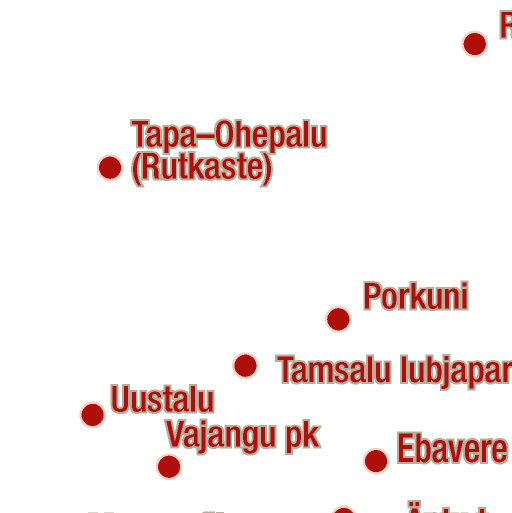 Tapa–Ohepalu
(Rutkaste)
Porkuni
Tamsalu lubjapar
Uustalu
Vajangu pk
Ebavere